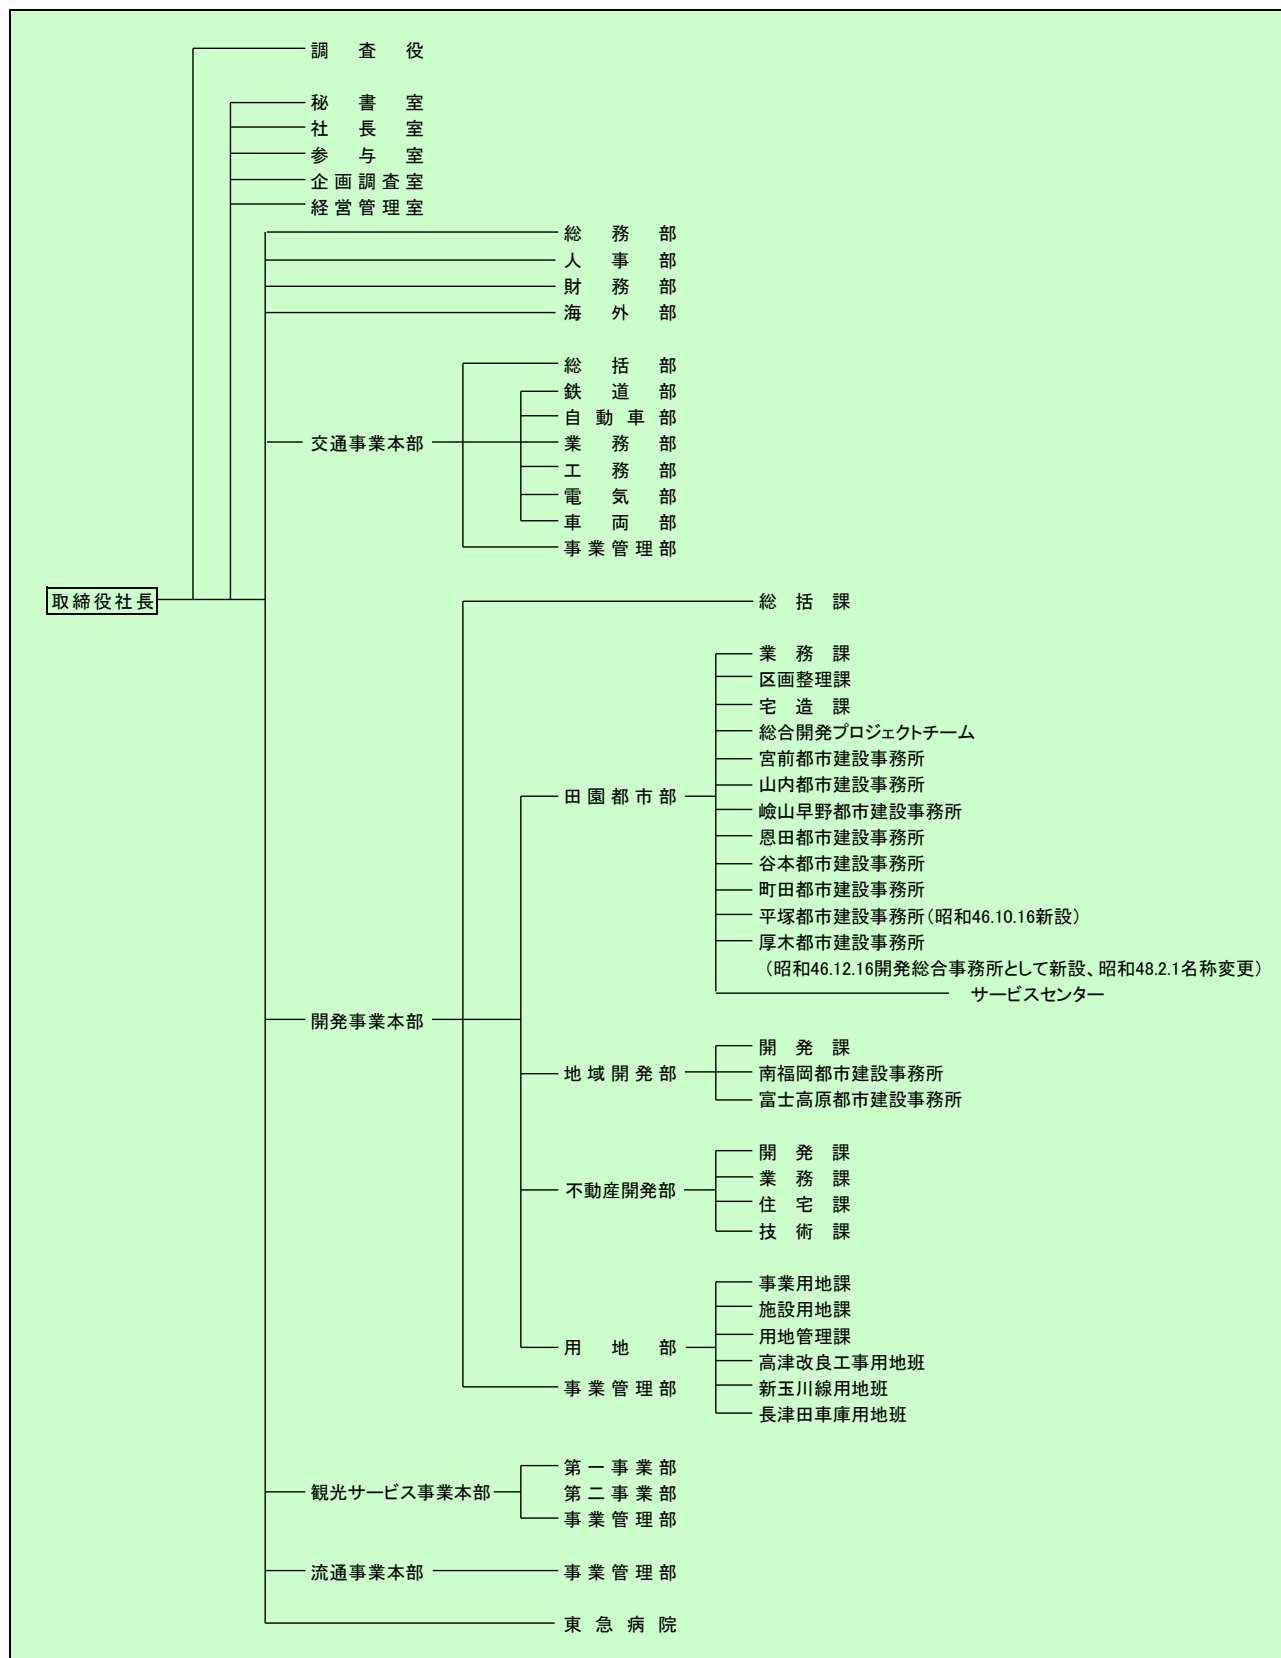 調査役
秘書室
社長室
参与室
企画調査室
経営管理室
総務部
人事部
財務部
海外部
総括部
鉄道部
自動車部
交通事業本部
業務部
工務部
電気部
車両部
事業管理部
取締役社長
総括課
業務課
区画整理課
宅造課
総合開発プロジェクトチーム
宮前都市建設事務所
山内都市建設事務所
田園都市部
嶮山早野都市建設事務所
恩田都市建設事務所
谷本都市建設事務所
町田都市建設事務所
平塚都市建設事務所(昭和46.10.16新設)
厚木都市建設事務所
(昭和46.12.16開発総合事務所として新設、昭和48.2.1名称変更)
サービスセンター
開発事業本部
開発課
地域開発部
南福岡都市建設事務所
富士高原都市建設事務所
開発課
業務課
不動産開発部
住宅課
技術課
事業用地課
施設用地課
用地管理課
用地部
高津改良工事用地班
事業管理部
新玉川線用地班
長津田車庫用地班
第一事業部
観光サービス事業本部
第二事業部
事業管理部
流通事業本部
事業管理部
東急病院